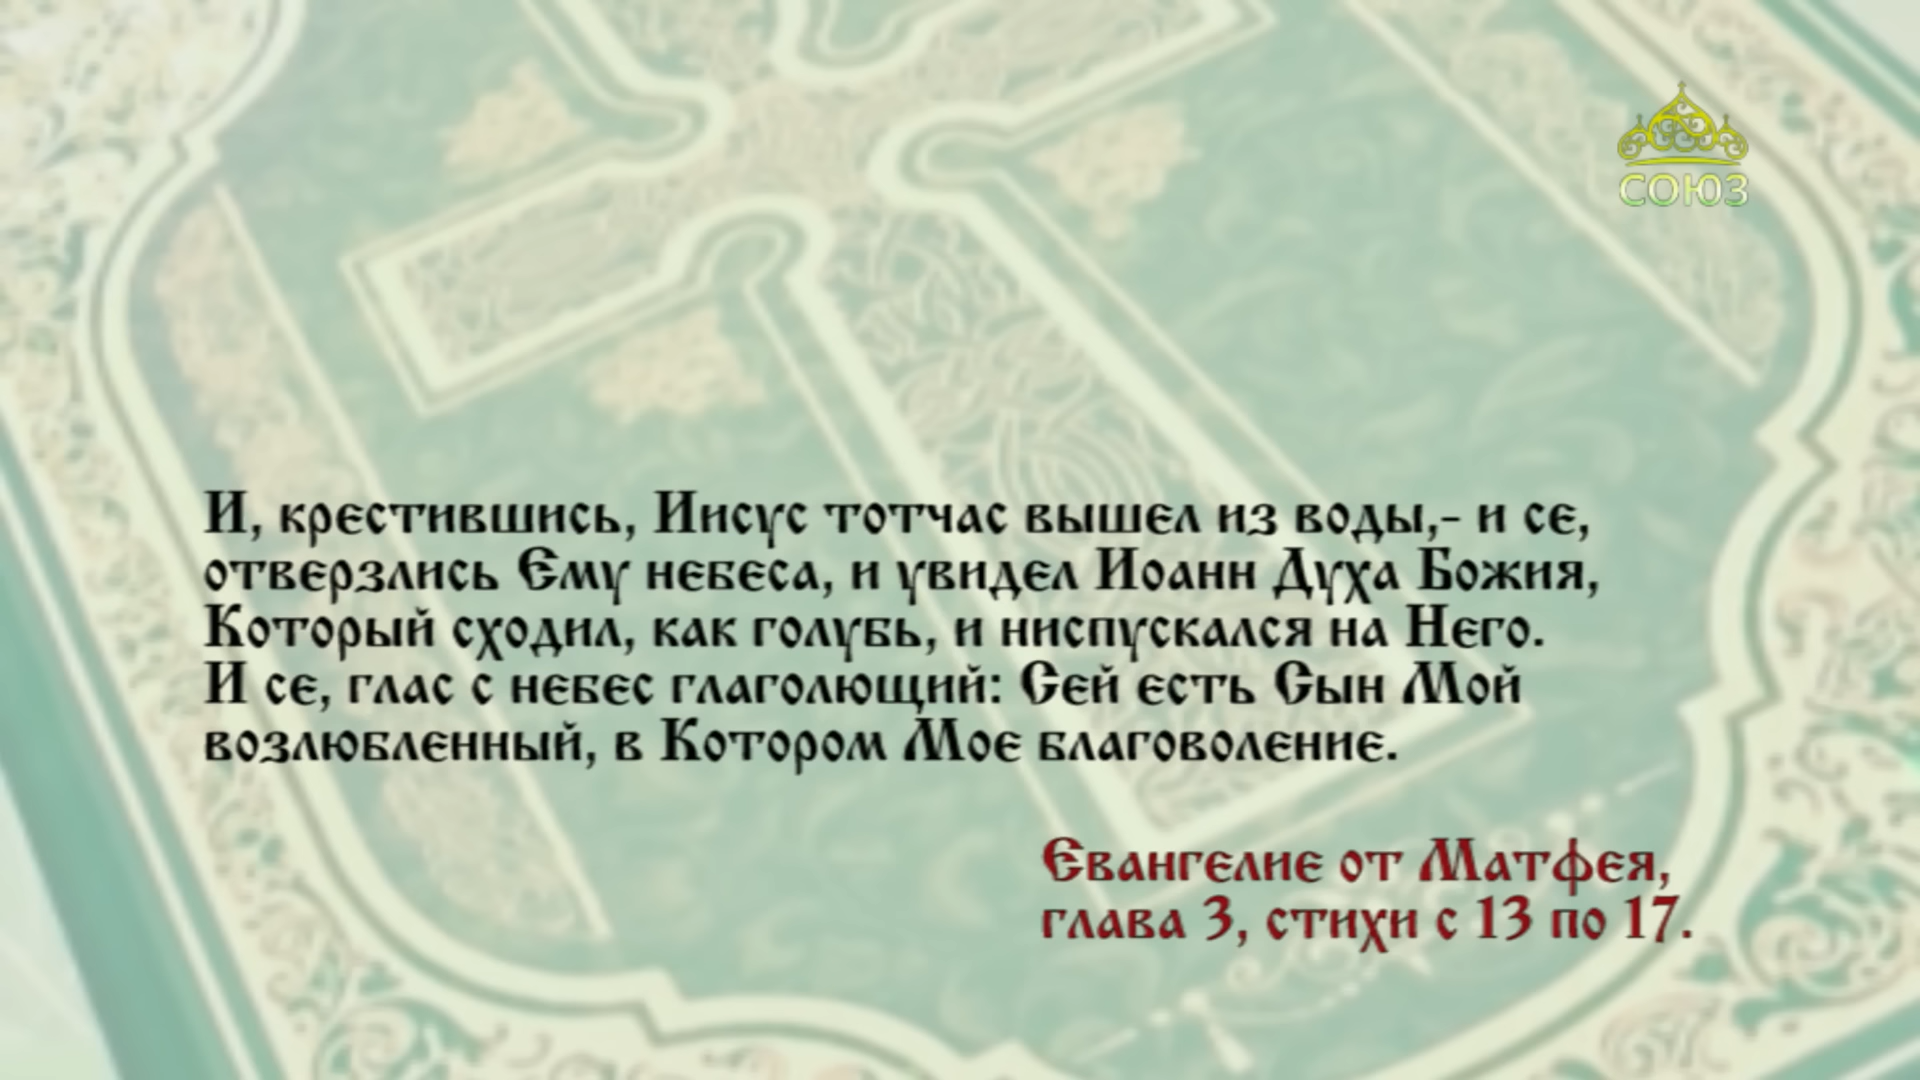 СОЮЗ
И, крестившись, Иисус тотчас вышел из воды,- и се,
отверзлись Ему небеса, и увидел Иоанн Духа Божия,
Который сходил, как голубь, и ниспускался на Него.
И се, глас с небес глаголющий: Сей есть Сын Мой
возлюбленный, в Котором Мое благоволение.
Евангелие от Матфея,
глава 3, стихи с 13 по 17.